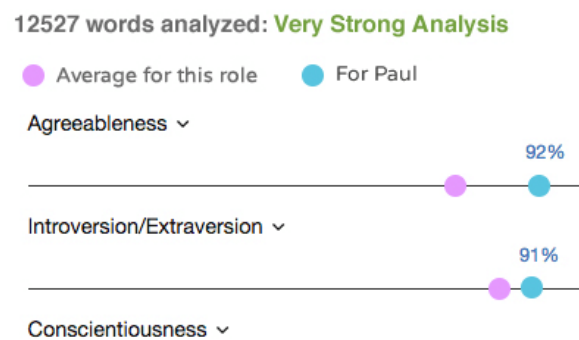 12527 words analyzed: Very Strong Analysis
Average for this role For Paul
Agreeableness
92%
Introversion/Extraversion
91%
Conscientiousness